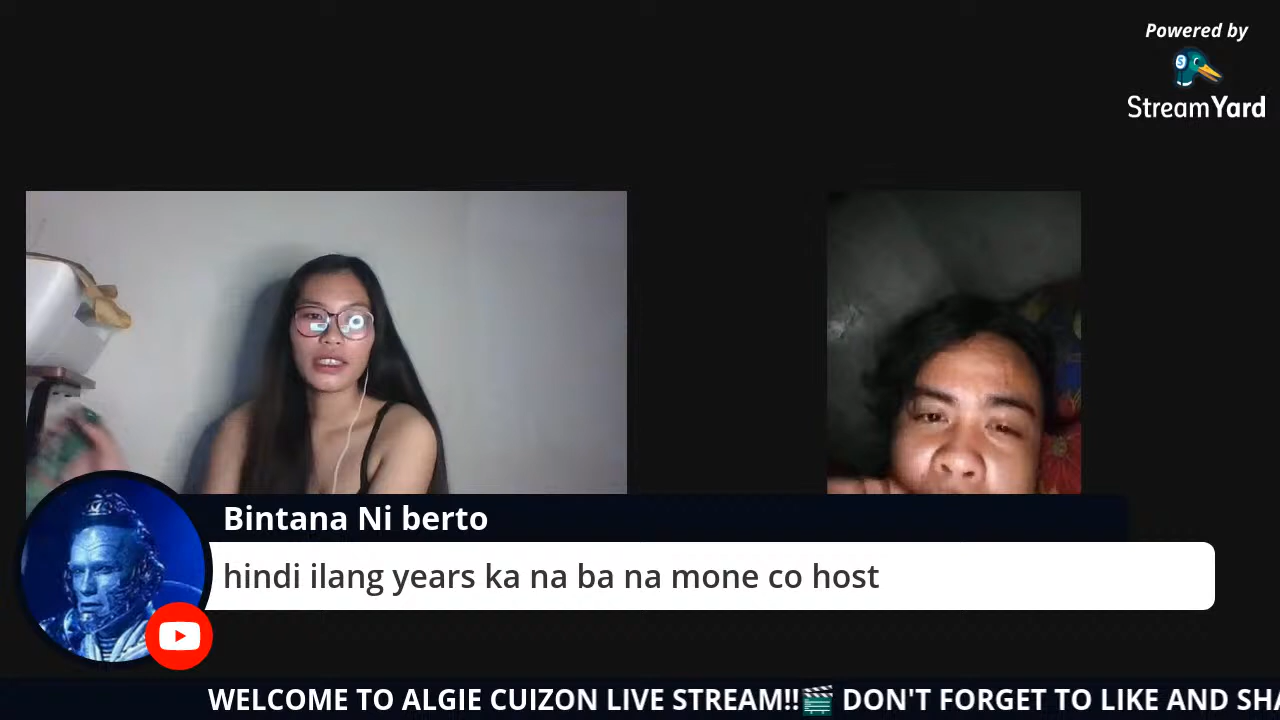 Powered by
StreamYard
Bintana Ni berto
hindi ilang years ka na ba na mone co host
WELCOME TO ALGIE CUIZON LIVE STREAM!!🎬 DON'T FORGET TO LIKE AND SHA